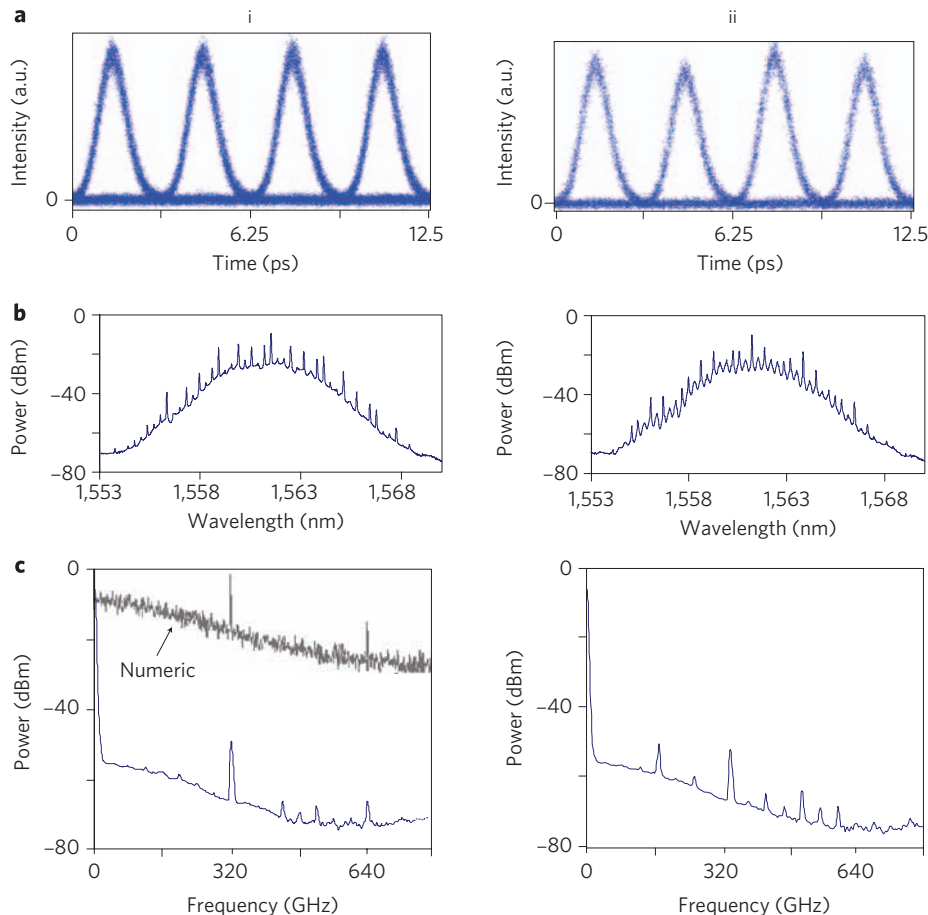 a
i
ii
Intensity (a.u.)
0
0 6.25 12.5
Time (ps)
Intensity (a.u.)
0
0 6.25 12.5
Time (ps)
b
Power (dBm)
0
−40
−80
1,553 1,558 1,563 1,568
Wavelength (nm)
Power (dBm)
0
−40
−80
1,553 1,558 1,563 1,568
Wavelength (nm)
c
Power (dBm)
0
−40
−80
Numeric
0 320 640
Frequency (GHz)
Power (dBm)
0
−40
−80
0 320 640
Frequency (GHz)